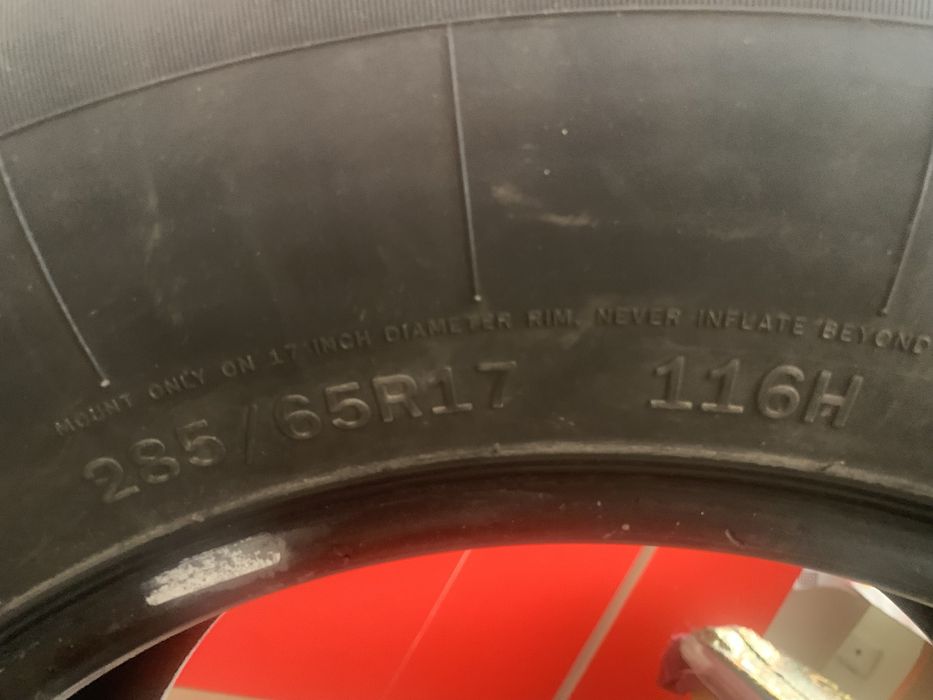 MOUNT ONLY ON 17 INCH DIAMETER RIM. NEVER INFLATE BEYOND
285/65R17 116H